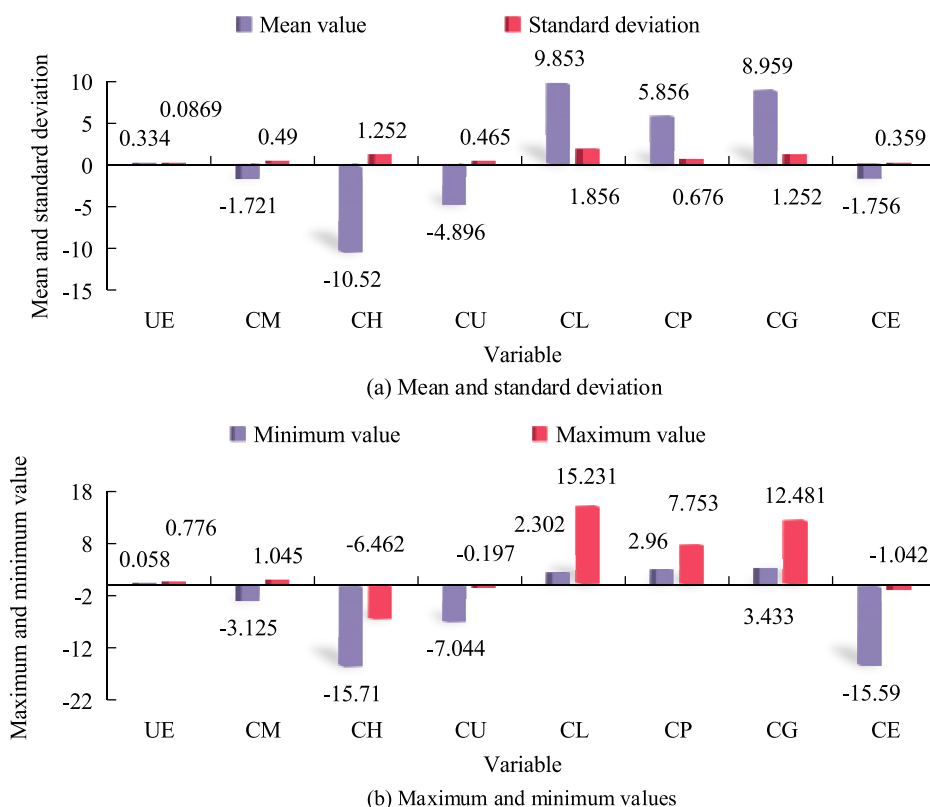 Mean value Standard deviation
Mean and standard deviation
10
5
0
-5
-10
-15
0.334 0.0869 -1.721 0.49 -10.52 1.252 -4.896 0.465 9.853 1.856 5.856 0.676 8.959 1.252 -1.756 0.359
UE CM CH CU CL CP CG CE
Variable
(a) Mean and standard deviation
Minimum value Maximum value
Maximum and minimum value
18
8
-2
-12
-22
0.058 0.776 -3.125 1.045 -15.71 -6.462 -7.044 -0.197 2.302 15.231 2.96 7.753 3.433 12.481 -15.59 -1.042
UE CM CH CU CL CP CG CE
Variable
(b) Maximum and minimum values